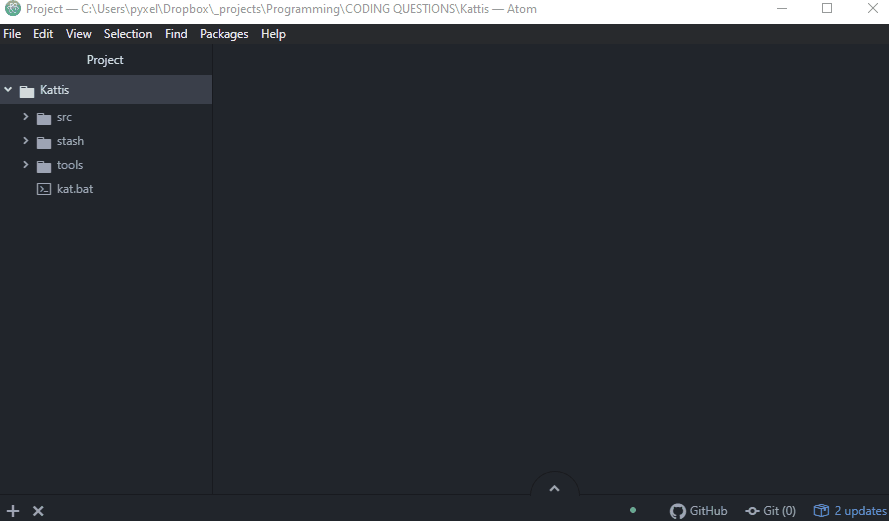 Project — C:\Users\pyxel\Dropbox\_projects\Programming\CODING QUESTIONS\Kattis — Atom
File Edit View Selection Find Packages Help
Project
Kattis
src
stash
tools
kat.bat
GitHub Git (0) 2 updates